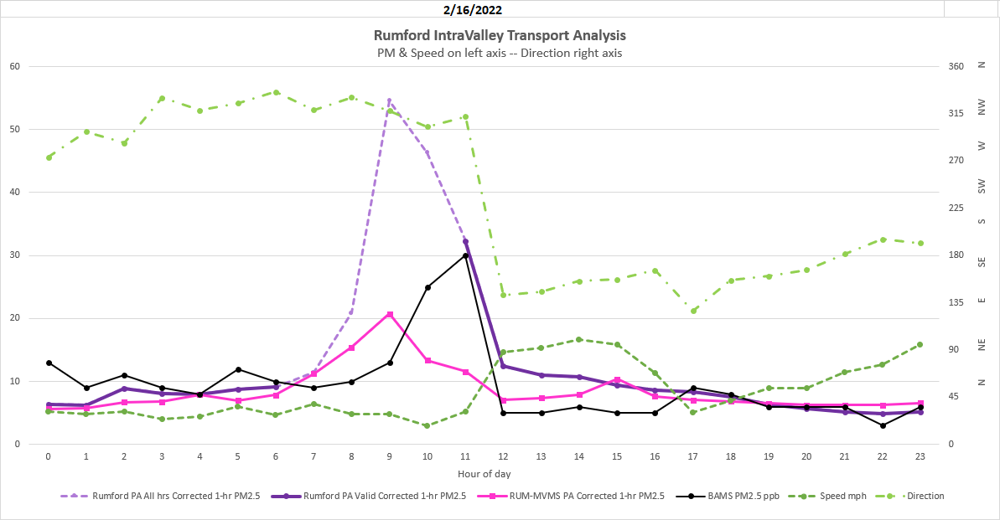 2/16/2022
Rumford IntraValley Transport Analysis
PM & Speed on left axis -- Direction right axis
60
50
40
30
20
10
0
360
315
270
225
180
135
90
45
0
N
NW
W
SW
S
SE
E
NE
N
0 1 2 3 4 5 6 7 8 9 10 11 12 13 14 15 16 17 18 19 20 21 22 23
Hour of day
Rumford PA All hrs Corrected 1-hr PM2.5 Rumford PA Valid Corrected 1-hr PM2.5 RUM-MVMS PA Corrected 1-hr PM2.5 BAMS PM2.5 ppb Speed mph Direction